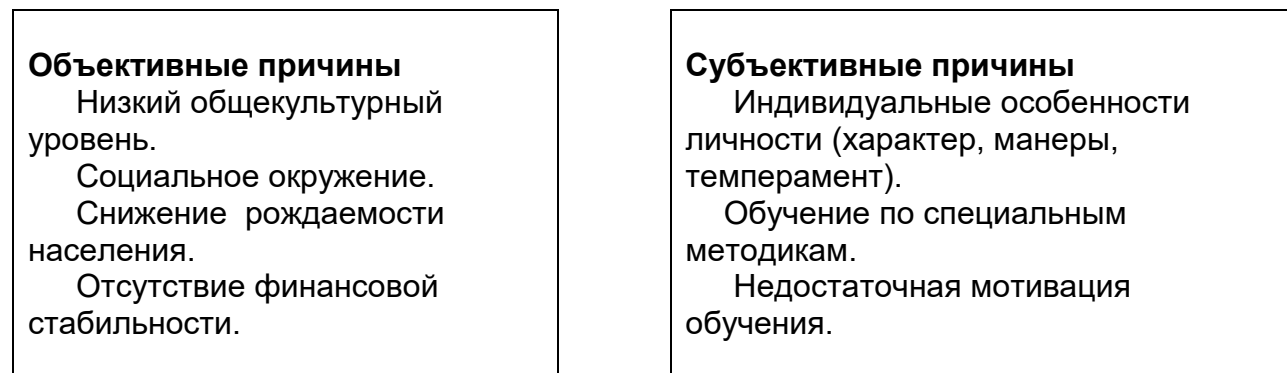 Объективные причины
Низкий общекультурный
уровень.
Социальное окружение.
Снижение рождаемости
населения.
Отсутствие финансовой
стабильности.
Субъективные причины
Индивидуальные особенности
личности (характер, манеры,
темперамент).
Обучение по специальным
методикам.
Недостаточная мотивация
обучения.